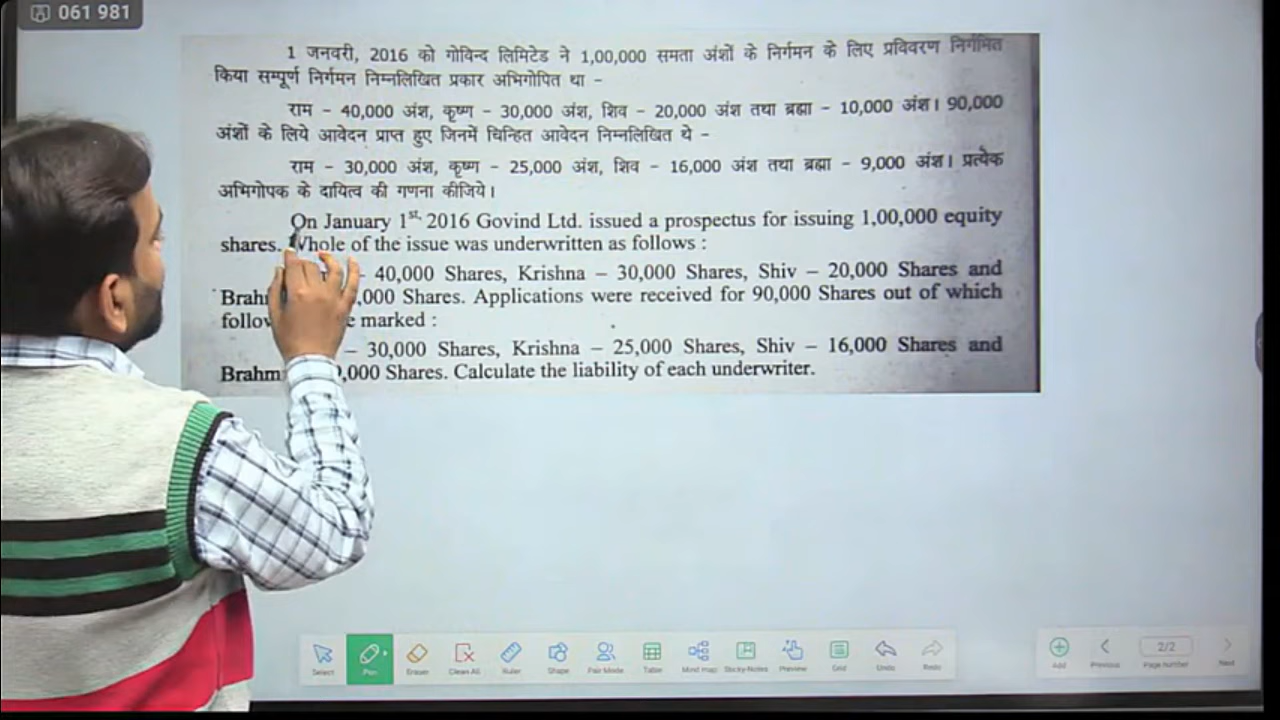 061 981
1 जनवरी, 2016 को गोविन्द लिमिटेड ने 1,00,000 समता अंशों के निर्गमन के लिए प्रविवरण निर्गमित
किया सम्पूर्ण निर्गमन निम्नलिखित प्रकार अभिगोपित था -
राम - 40,000 अंश, कृष्ण - 30,000 अंश, शिव - 20,000 अंश तथा ब्रह्मा - 10,000 अंश। 90,000
अंशों के लिये आवेदन प्राप्त हुए जिनमें चिन्हित आवेदन निम्नलिखित थे -
राम - 30,000 अंश, कृष्ण - 25,000 अंश, शिव - 16,000 अंश तथा ब्रह्मा - 9,000 अंश। प्रत्येक
अभिगोपक के दायित्व की गणना कीजिये।
On January 1st 2016 Govind Ltd. issued a prospectus for issuing 1,00,000 equity
shares. Whole of the issue was underwritten as follows :
- 40,000 Shares, Krishna - 30,000 Shares, Shiv - 20,000 Shares and
,000 Shares. Applications were received for 90,000 Shares out of which
marked :
- 30,000 Shares, Krishna - 25,000 Shares, Shiv - 16,000 Shares and
,000 Shares. Calculate the liability of each underwriter.
Select Pen Eraser Clean All Ruler Shape Pair Mode Table Mind map Sticky-Notes Preview Grid Undo Redo
Add Previous 2/2 Page number Next